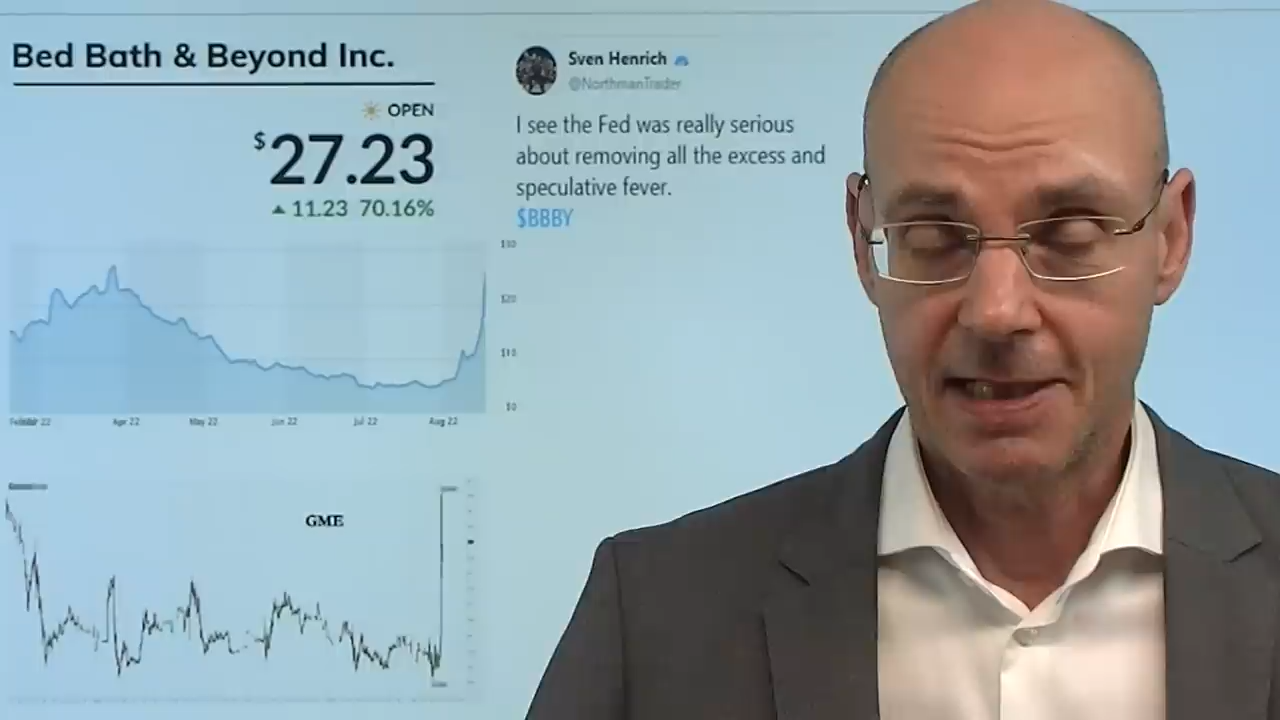 Bed Bath & Beyond Inc.
OPEN
$27.23
▲ 11.23 70.16%
$30
$20
$10
$0
Apr 22
May 22
Jun 22
Jul 22
Aug 22
Sven Henrich
@NorthmanTrader
I see the Fed was really serious
about removing all the excess and
speculative fever.
$BBBY
GME